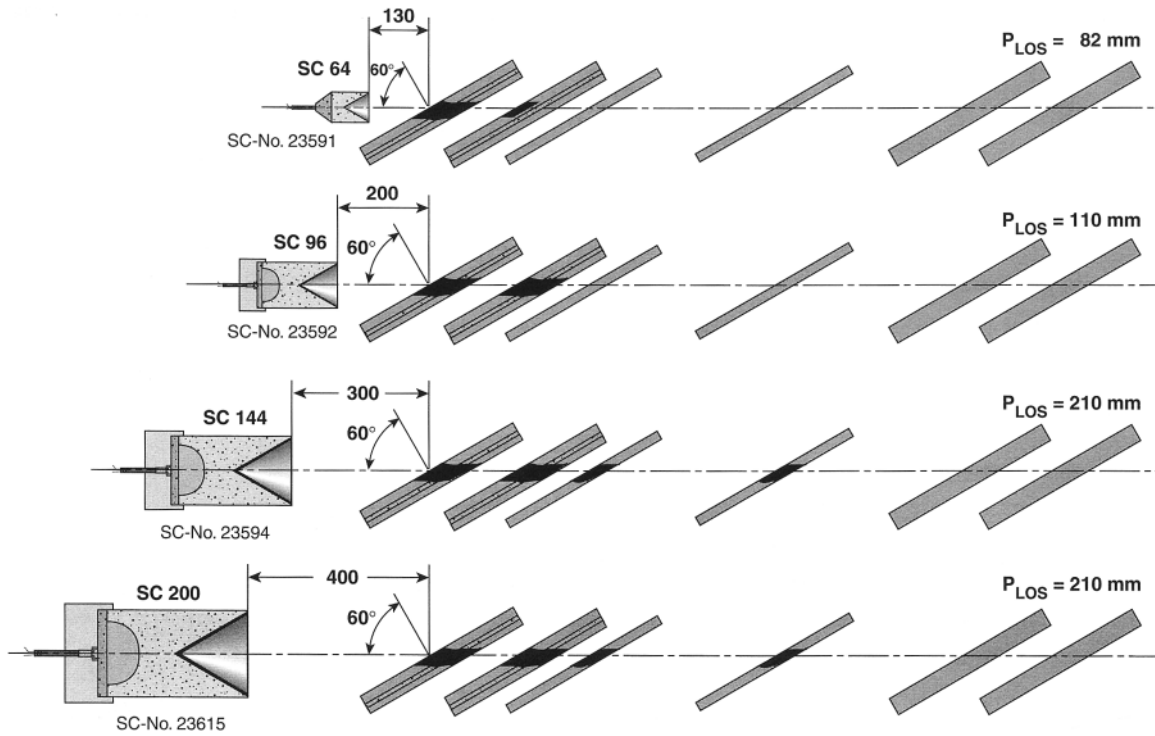 130
SC 64
60°
P_LOS = 82 mm
SC-No. 23591
200
SC 96
60°
P_LOS = 110 mm
SC-No. 23592
300
SC 144
60°
P_LOS = 210 mm
SC-No. 23594
400
SC 200
60°
P_LOS = 210 mm
SC-No. 23615